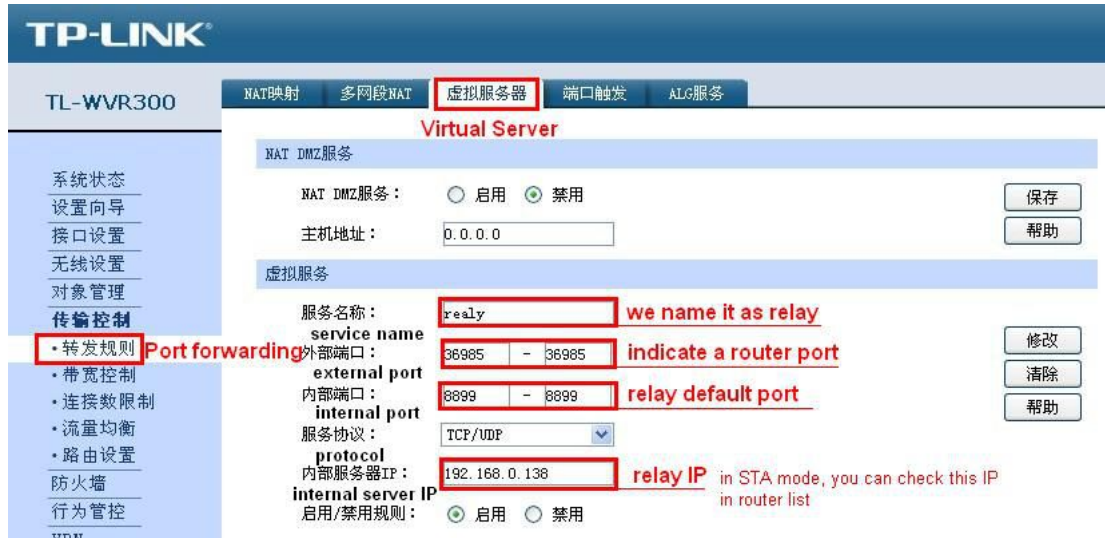 TP-LINK®
TL-WVR300
NAT映射 多网段NAT 虚拟服务器 端口触发 ALG服务
Virtual Server
NAT DMZ服务
NAT DMZ服务： 启用 禁用 保存
主机地址： 0.0.0.0 帮助
虚拟服务
服务名称： realy we name it as relay
service name
外部端口： 36985 - 36985 indicate a router port 修改
external port
内部端口： 8899 - 8899 relay default port 清除
internal port
帮助
服务协议： TCP/UDP
protocol
内部服务器IP： 192.168.0.138 relay IP in STA mode, you can check this IP
in router list
internal server IP
启用/禁用规则： 启用 禁用
系统状态
设置向导
接口设置
无线设置
对象管理
传输控制
·转发规则 Port forwarding
·带宽控制
·连接数限制
·流量均衡
·路由设置
防火墙
行为管控